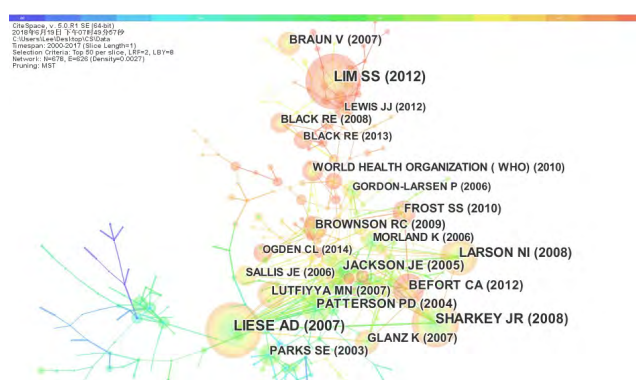 CiteSpace, v. 5.0.R1 SE (64-bit)
2018年6月19日 下午07时49分57秒
C:\Users\Lee\Desktop\CS\Data
Timespan: 2000-2017 (Slice Length=1)
Selection Criteria: Top 50 per slice, LRF=2, LBY=8
Network: N=678, E=626 (Density=0.0027)
Pruning: MST
BRAUN V (2007)
LIM SS (2012)
LEWIS JJ (2012)
BLACK RE (2008)
BLACK RE (2013)
WORLD HEALTH ORGANIZATION ( WHO) (2010)
GORDON-LARSEN P (2006)
FROST SS (2010)
BROWNSON RC (2009)
MORLAND K (2006)
OGDEN CL (2014)
LARSON NI (2008)
JACKSON JE (2005)
SALLIS JE (2006)
BEFORT CA (2012)
LUTFIYYA MN (2007)
PATTERSON PD (2004)
LIESE AD (2007)
SHARKEY JR (2008)
GLANZ K (2007)
PARKS SE (2003)